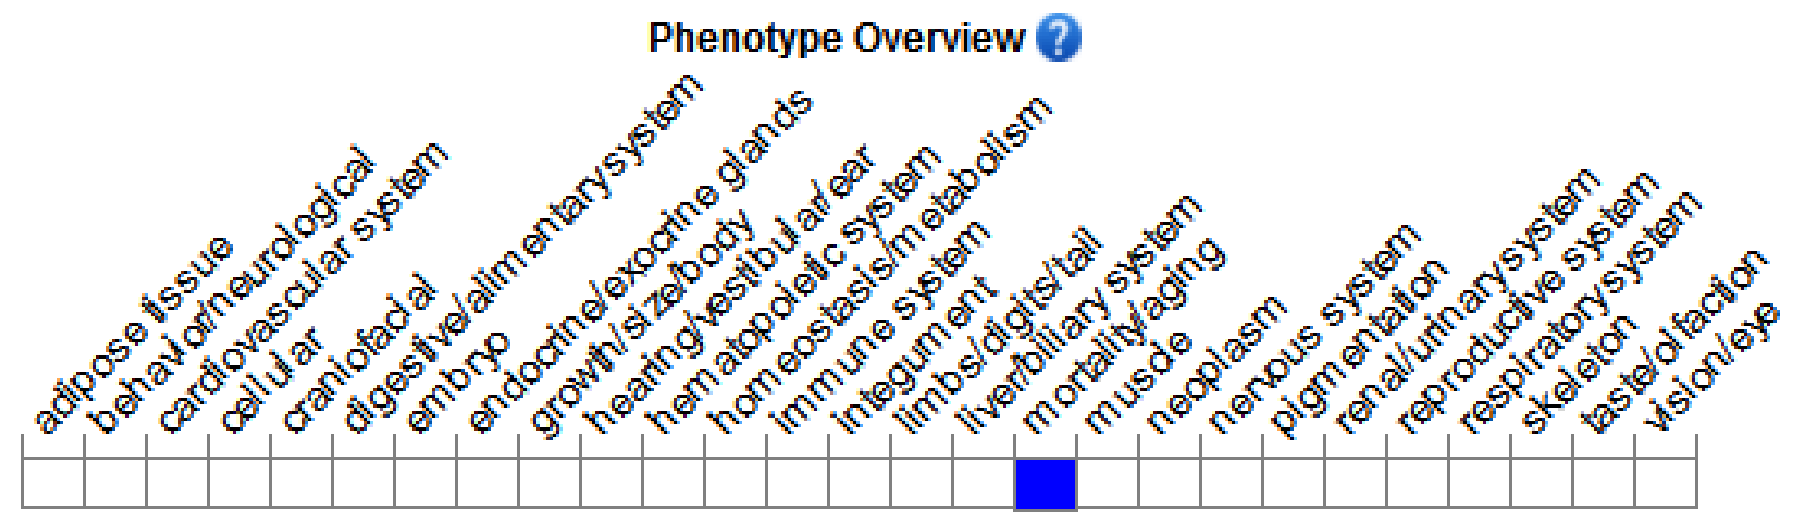 Phenotype Overview ?
adipose tissue
behavior/neurological
cardiovascular system
cellular
craniofacial
digestive/alimentary system
embryo
endocrine/exocrine glands
growth/size/body
hearing/vestibular/ear
hematopoietic system
homeostasis/metabolism
immune system
integument
limbs/digits/tail
liver/biliary system
mortality/aging
muscle
neoplasm
nervous system
pigmentation
renal/urinary system
reproductive system
respiratory system
skeleton
taste/olfaction
vision/eye